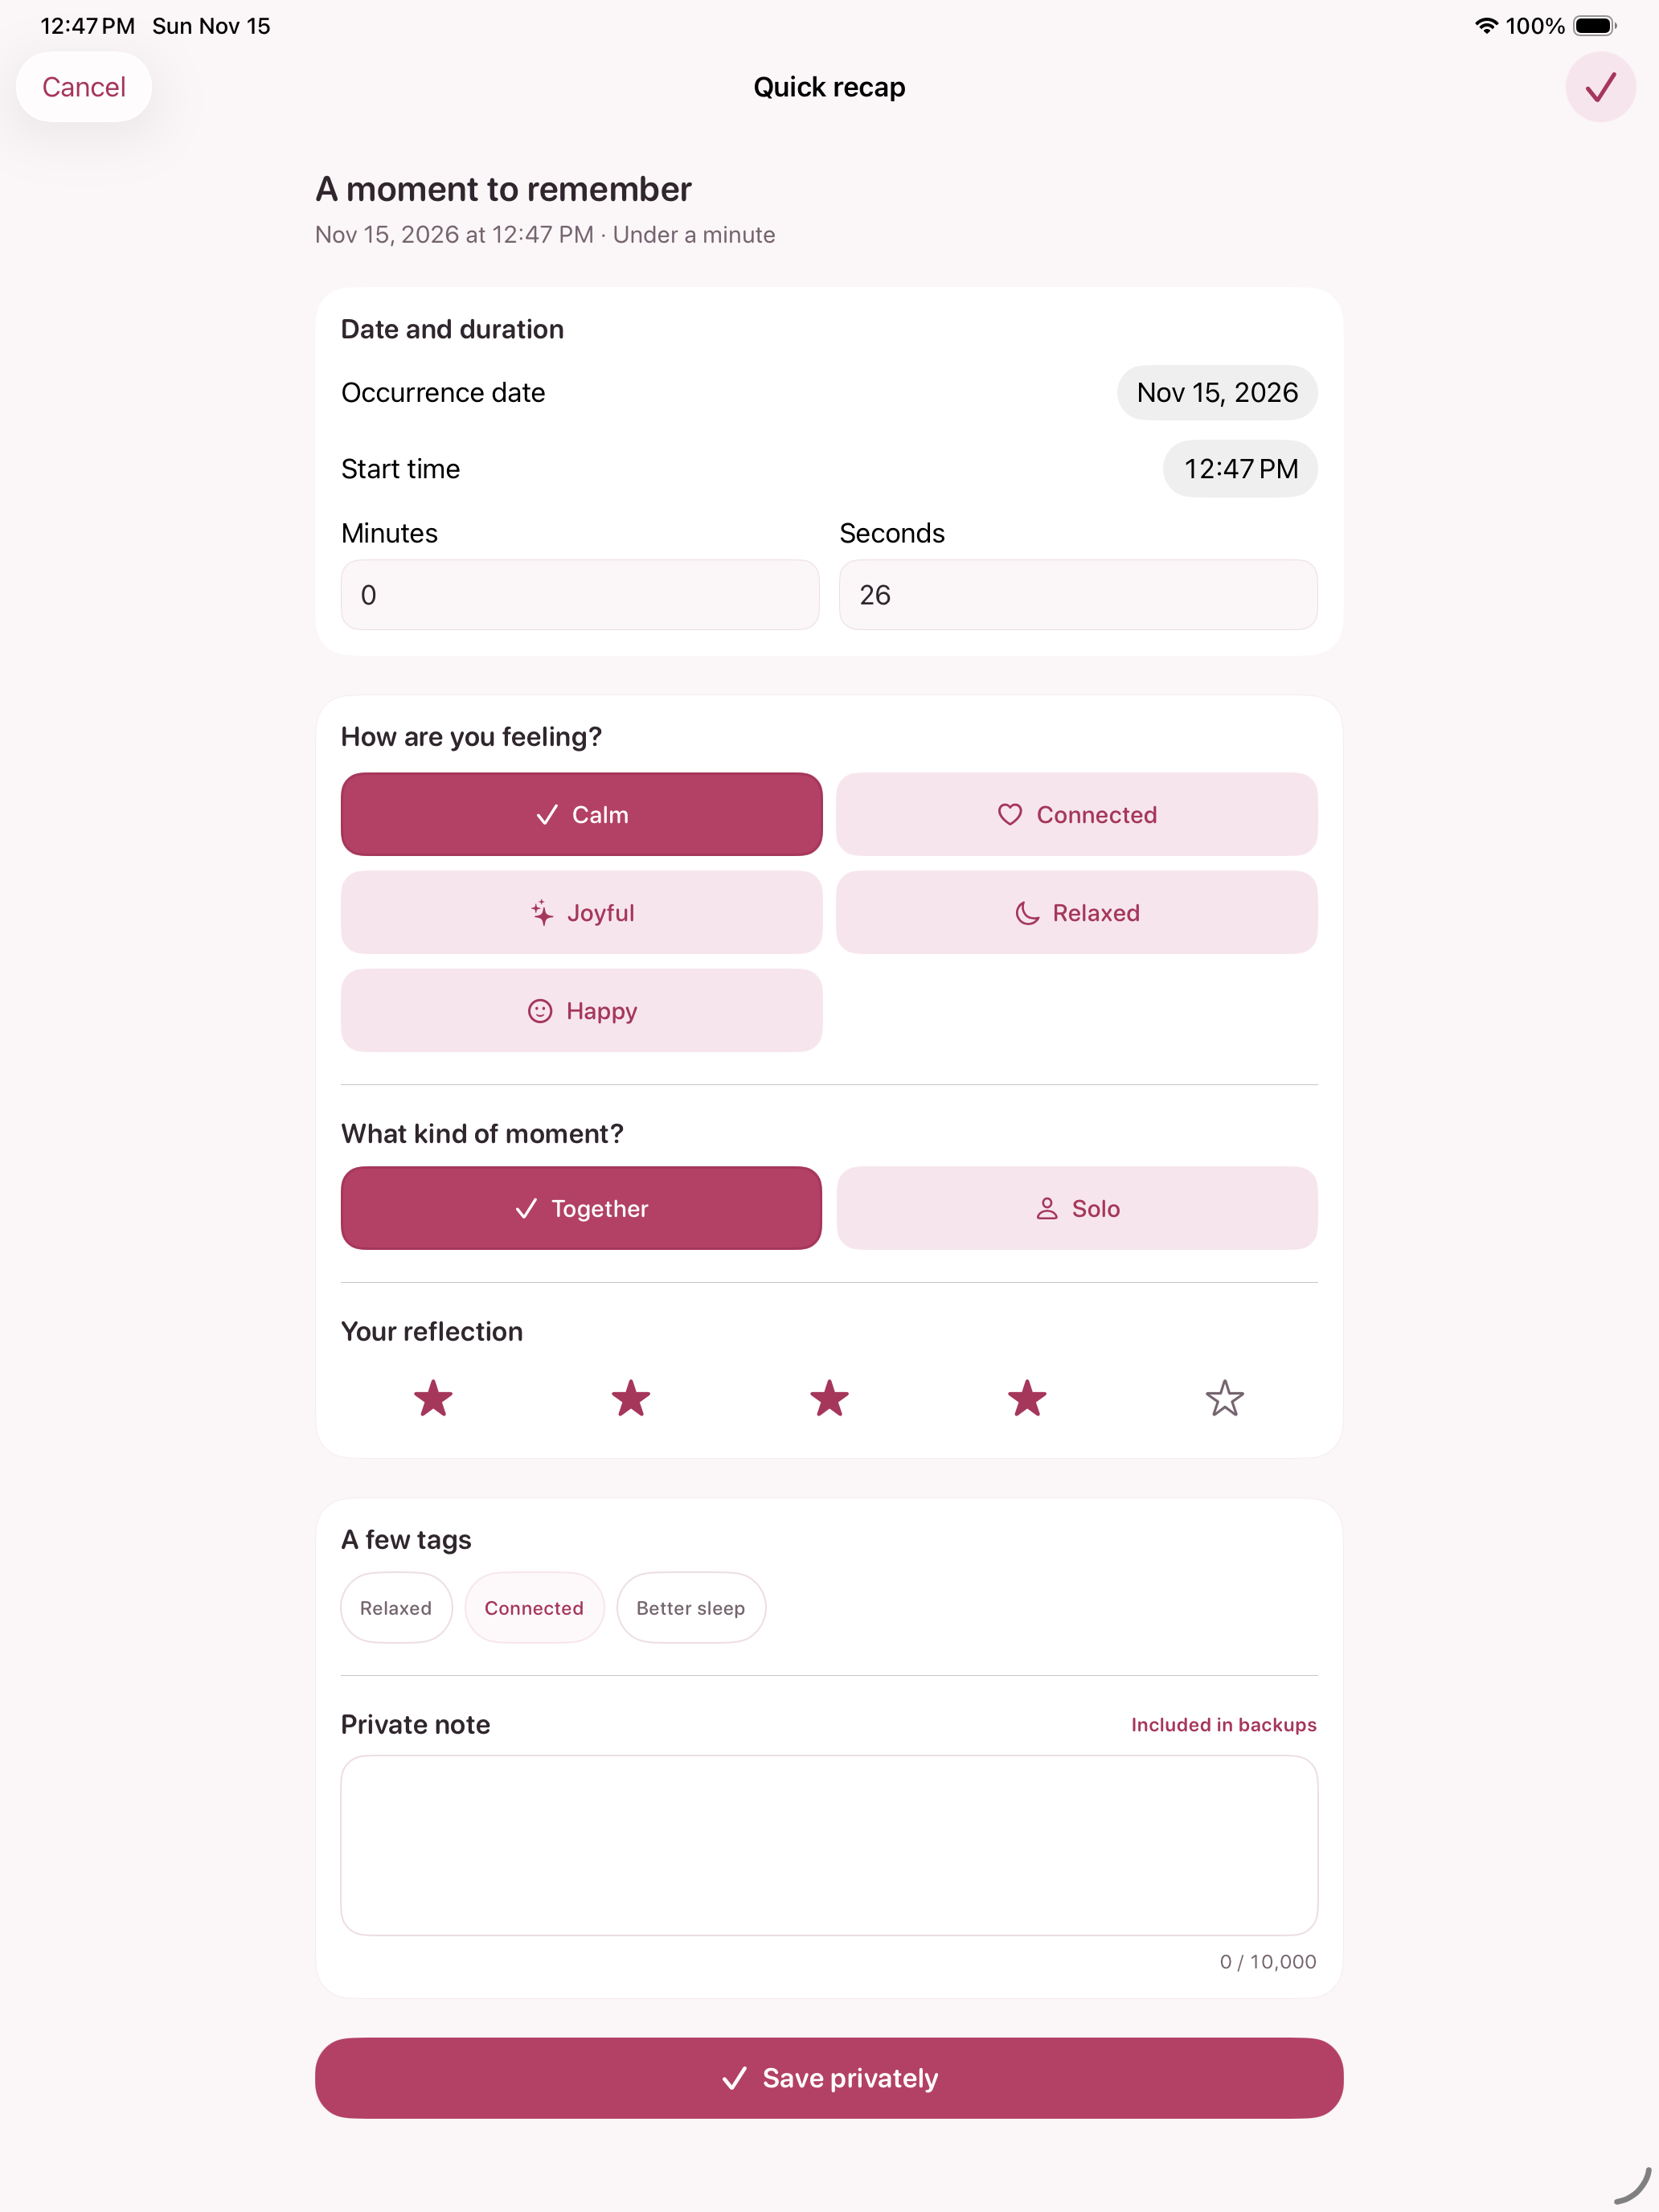 12:47 PM Sun Nov 15
100%
Cancel
Quick recap
A moment to remember
Nov 15, 2026 at 12:47 PM · Under a minute
Date and duration
Occurrence date
Nov 15, 2026
Start time
12:47 PM
Minutes
Seconds
0
26
How are you feeling?
Calm
Connected
Joyful
Relaxed
Happy
What kind of moment?
Together
Solo
Your reflection
A few tags
Relaxed
Connected
Better sleep
Private note
Included in backups
0 / 10,000
Save privately